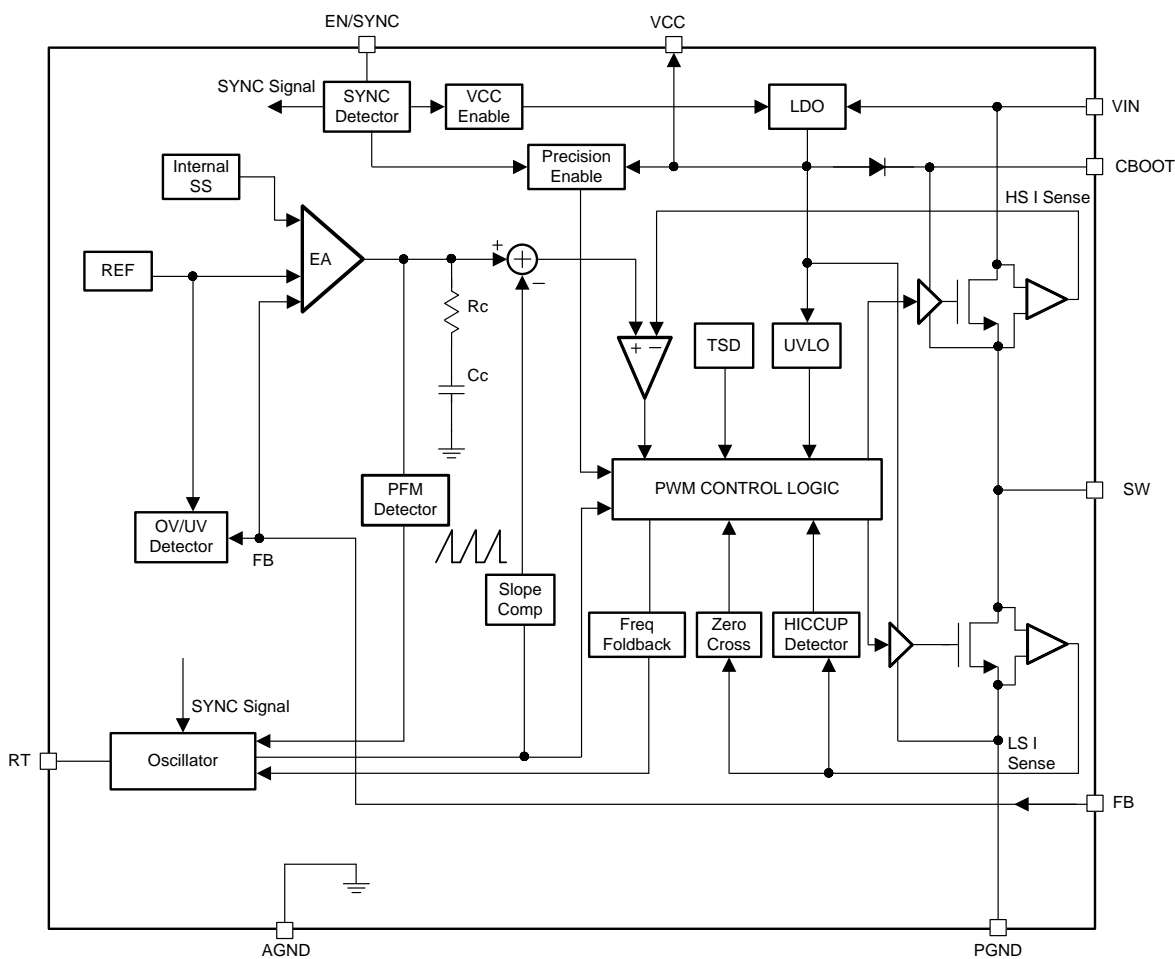 EN/SYNC
VCC
SYNC Signal
SYNC
Detector
VCC
Enable
LDO
VIN
Internal
SS
Precision
Enable
CBOOT
HS I Sense
REF
EA
+
+
−
Rc
Cc
+ −
TSD
UVLO
PFM
Detector
PWM CONTROL LOGIC
SW
OV/UV
Detector
FB
Slope
Comp
Freq
Foldback
Zero
Cross
HICCUP
Detector
SYNC Signal
RT
Oscillator
LS I
Sense
FB
AGND
PGND